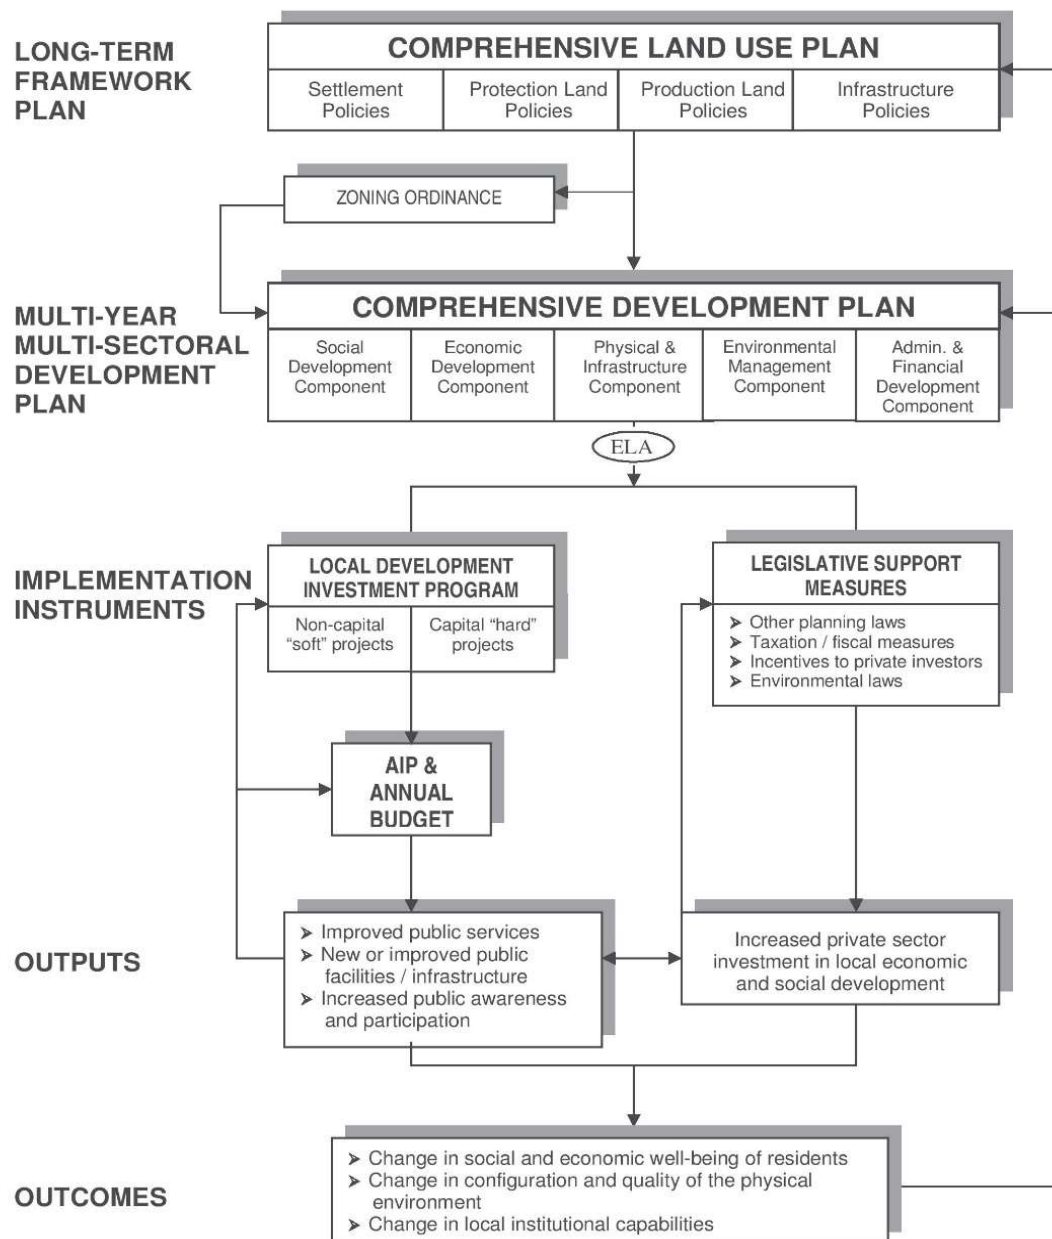 LONG-TERM
FRAMEWORK
PLAN
COMPREHENSIVE LAND USE PLAN
Settlement
Policies
Protection Land
Policies
Production Land
Policies
Infrastructure
Policies
ZONING ORDINANCE
MULTI-YEAR
MULTI-SECTORAL
DEVELOPMENT
PLAN
COMPREHENSIVE DEVELOPMENT PLAN
Social
Development
Component
Economic
Development
Component
Physical &
Infrastructure
Component
Environmental
Management
Component
Admin. &
Financial
Development
Component
ELA
IMPLEMENTATION
INSTRUMENTS
LOCAL DEVELOPMENT
INVESTMENT PROGRAM
Non-capital
“soft” projects
Capital “hard”
projects
LEGISLATIVE SUPPORT
MEASURES
➢ Other planning laws
➢ Taxation / fiscal measures
➢ Incentives to private investors
➢ Environmental laws
AIP &
ANNUAL
BUDGET
OUTPUTS
➢ Improved public services
➢ New or improved public
facilities / infrastructure
➢ Increased public awareness
and participation
Increased private sector
investment in local economic
and social development
OUTCOMES
➢ Change in social and economic well-being of residents
➢ Change in configuration and quality of the physical
environment
➢ Change in local institutional capabilities